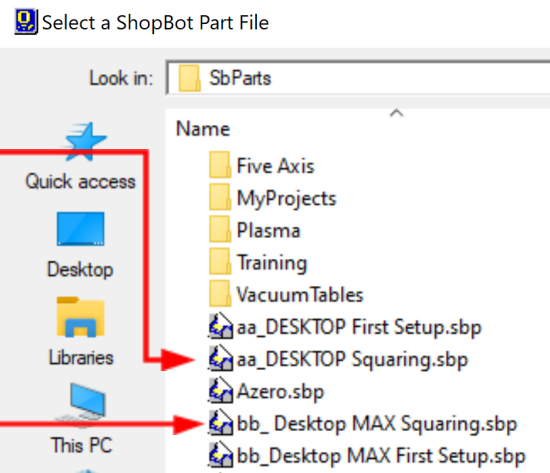 Select a ShopBot Part File
Look in: SbParts
Name
Quick access
Desktop
Libraries
This PC
Five Axis
MyProjects
Plasma
Training
VacuumTables
aa_DESKTOP First Setup.sbp
aa_DESKTOP Squaring.sbp
Azero.sbp
bb_ Desktop MAX Squaring.sbp
bb_Desktop MAX First Setup.sbp